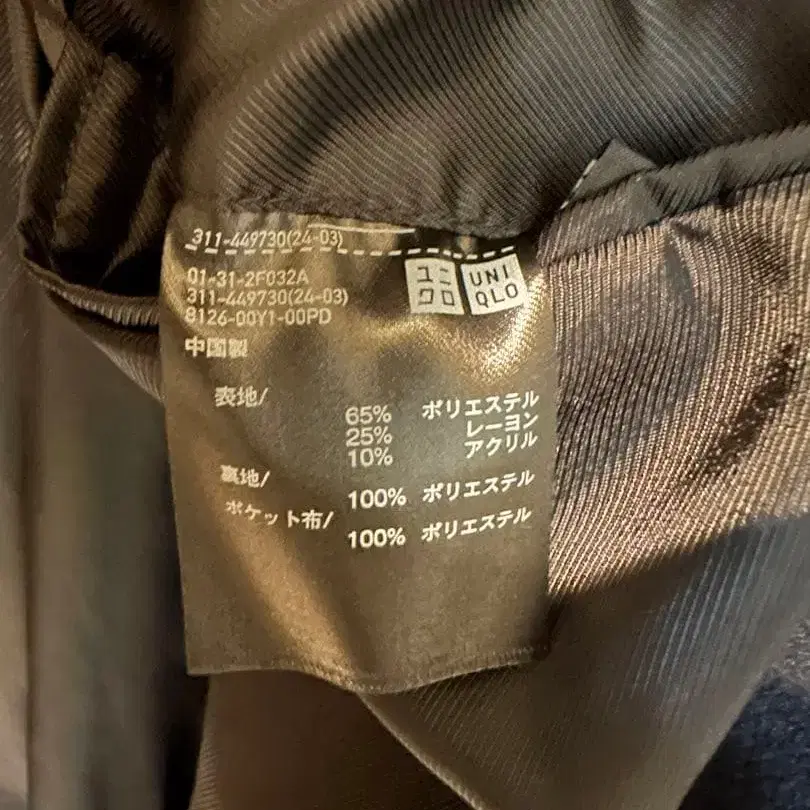 311-449730(24-03)
ユニ
クロ
UNI
QLO
01-31-2F032A
311-449730(24-03)
8126-00Y1-00PD
中国製
表地/
65% ポリエステル
25% レーヨン
10% アクリル
裏地/
100% ポリエステル
ポケット布/
100% ポリエステル